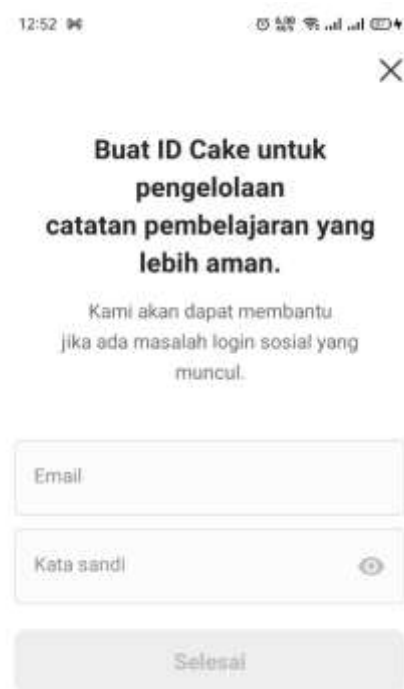 12:52
Buat ID Cake untuk
pengelolaan
catatan pembelajaran yang
lebih aman.
Kami akan dapat membantu
jika ada masalah login sosial yang
muncul.
Email
Kata sandi
Selesai